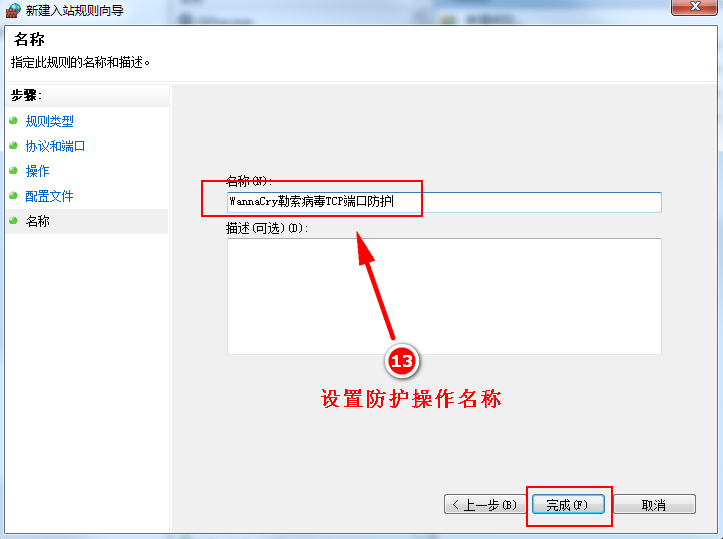 新建入站规则向导
名称
指定此规则的名称和描述。
步骤:
规则类型
协议和端口
操作
配置文件
名称
名称(N):
WannaCry勒索病毒TCP端口防护
描述(可选)(D):
13
设置防护操作名称
< 上一步(B)
完成(F)
取消